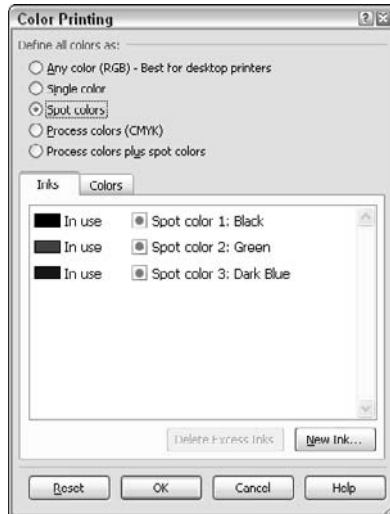 Color Printing
Define all colors as:
Any color (RGB) - Best for desktop printers
Single color
Spot colors
Process colors (CMYK)
Process colors plus spot colors
Inks Colors
In use Spot color 1: Black
In use Spot color 2: Green
In use Spot color 3: Dark Blue
Delete Excess Inks New Ink...
Reset OK Cancel Help